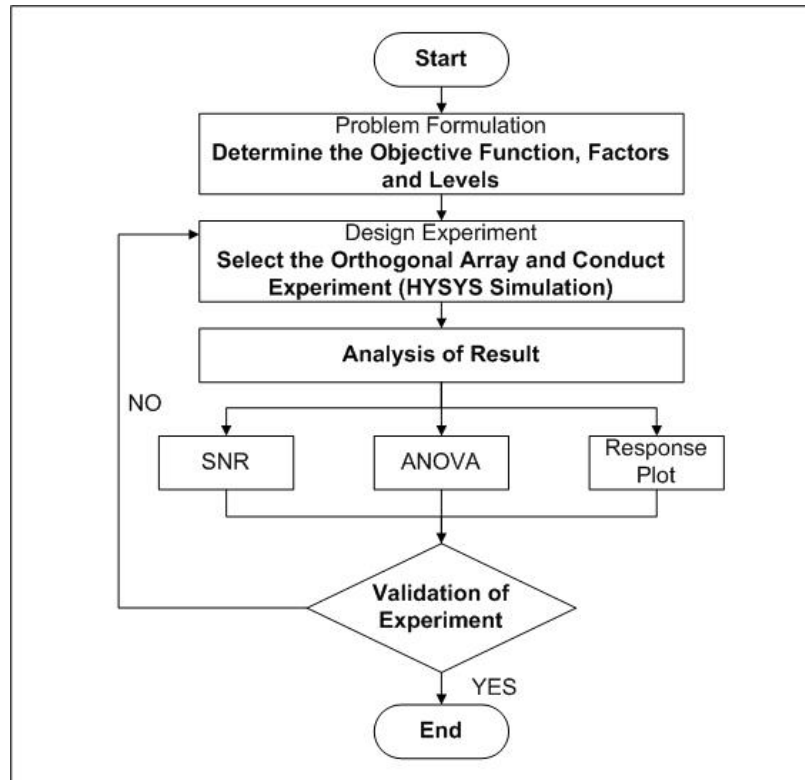 Start
Problem Formulation
Determine the Objective Function, Factors
and Levels
Design Experiment
Select the Orthogonal Array and Conduct
Experiment (HYSYS Simulation)
Analysis of Result
NO
SNR
ANOVA
Response
Plot
Validation of
Experiment
YES
End